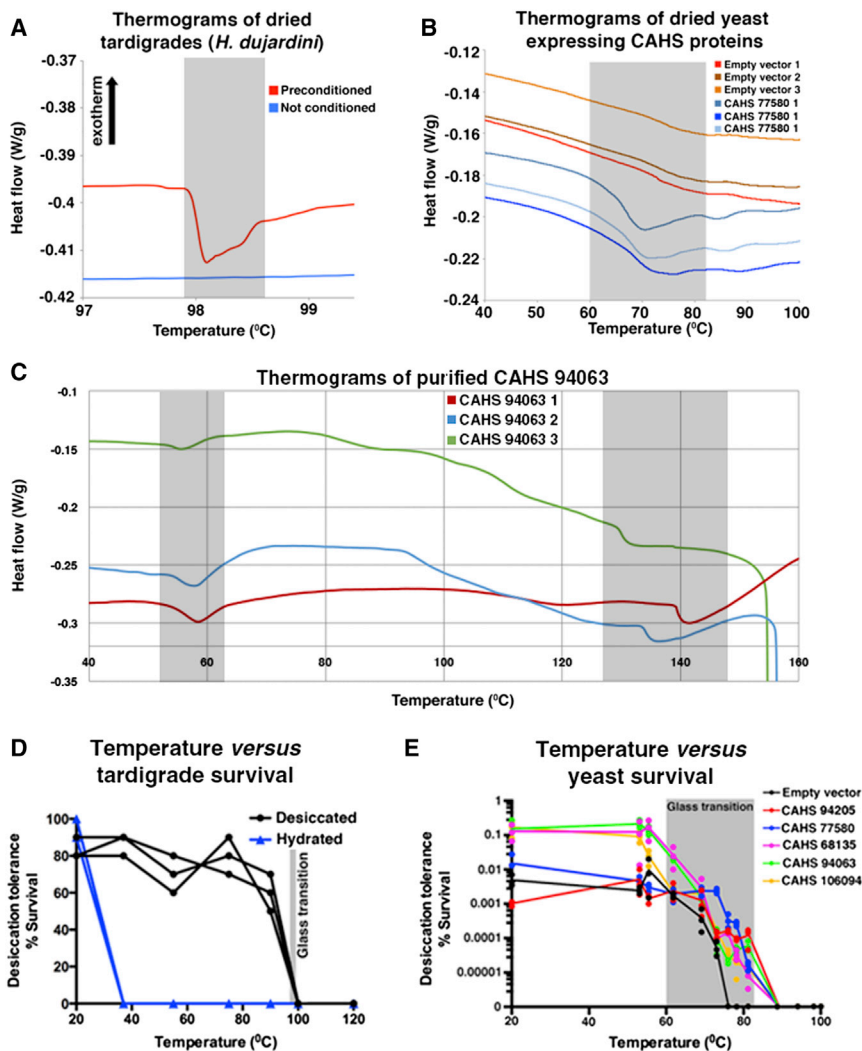 A
Thermograms of dried
tardigrades (H. dujardini)
-0.37
-0.38
-0.39
-0.4
-0.41
-0.42
Heat flow (W/g)
exotherm
Preconditioned
Not conditioned
97
98
99
Temperature (⁰C)
B
Thermograms of dried yeast
expressing CAHS proteins
-0.12
-0.14
-0.16
-0.18
-0.2
-0.22
-0.24
Heat flow (W/g)
Empty vector 1
Empty vector 2
Empty vector 3
CAHS 77580 1
CAHS 77580 1
CAHS 77580 1
40 50 60 70 80 90 100
Temperature (⁰C)
C
Thermograms of purified CAHS 94063
-0.1
-0.15
-0.2
-0.25
-0.3
-0.35
Heat flow (W/g)
CAHS 94063 1
CAHS 94063 2
CAHS 94063 3
40 60 80 100 120 140 160
Temperature (⁰C)
D
Temperature versus
tardigrade survival
Desiccation tolerance
% Survival
100
80
60
40
20
0
Desiccated
Hydrated
Glass transition
20 40 60 80 100 120
Temperature (⁰C)
E
Temperature versus
yeast survival
Desiccation tolerance
% Survival
1
0.1
0.01
0.001
0.0001
0.00001
0
Glass transition
Empty vector
CAHS 94205
CAHS 77580
CAHS 68135
CAHS 94063
CAHS 106094
20 40 60 80 100
Temperature (⁰C)